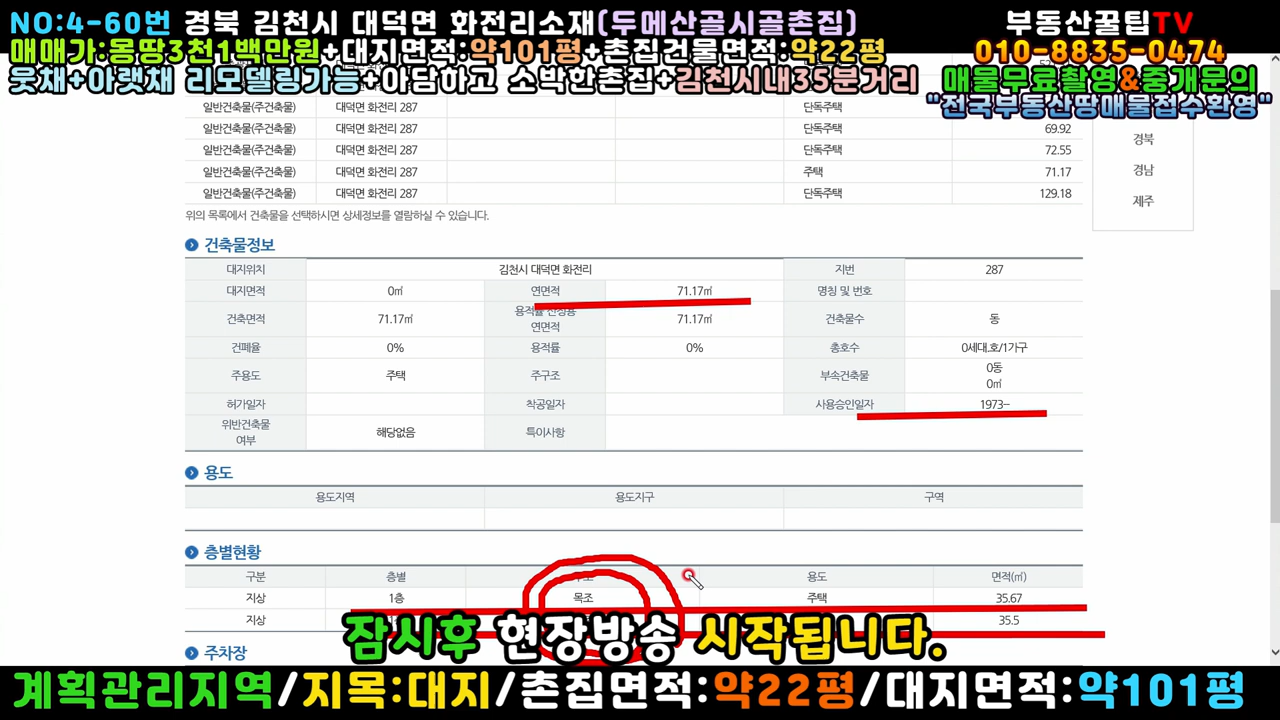 NO:4-60번 경북 김천시 대덕면 화전리소재(두메산골시골촌집)
부동산꿀팁TV
매매가:몽땅3천1백만원+대지면적:약101평+촌집건물면적:약22평
010-8835-0474
웃채+아랫채 리모델링가능+아담하고 소박한촌집+김천시내35분거리
매물무료촬영&중개문의
"전국부동산땅매물접수환영"
일반건축물(주건축물) 대덕면 화전리 287 단독주택
일반건축물(주건축물) 대덕면 화전리 287 단독주택 69.92
경북
일반건축물(주건축물) 대덕면 화전리 287 단독주택 72.55
일반건축물(주건축물) 대덕면 화전리 287 주택 71.17
경남
일반건축물(주건축물) 대덕면 화전리 287 단독주택 129.18
제주
위의 목록에서 건축물을 선택하시면 상세정보를 열람하실 수 있습니다.
건축물정보
대지위치 김천시 대덕면 화전리 지번 287
대지면적 0㎡ 연면적 71.17㎡ 명칭 및 번호
건축면적 71.17㎡ 용적률 산정용 연면적 71.17㎡ 건축물수 동
건폐율 0% 용적률 0% 총호수 0세대.호/1가구
주용도 주택 주구조 부속건축물 0동 0㎡
허가일자 착공일자 사용승인일자 1973--
위반건축물 여부 해당없음 특이사항
용도
용도지역 용도지구 구역
층별현황
구분 층별 용도 면적(㎡)
지상 1층 목조 주택 35.67
지상 35.5
잠시후 현장방송 시작됩니다.
주차장
계획관리지역/지목:대지/촌집면적:약22평/대지면적:약101평